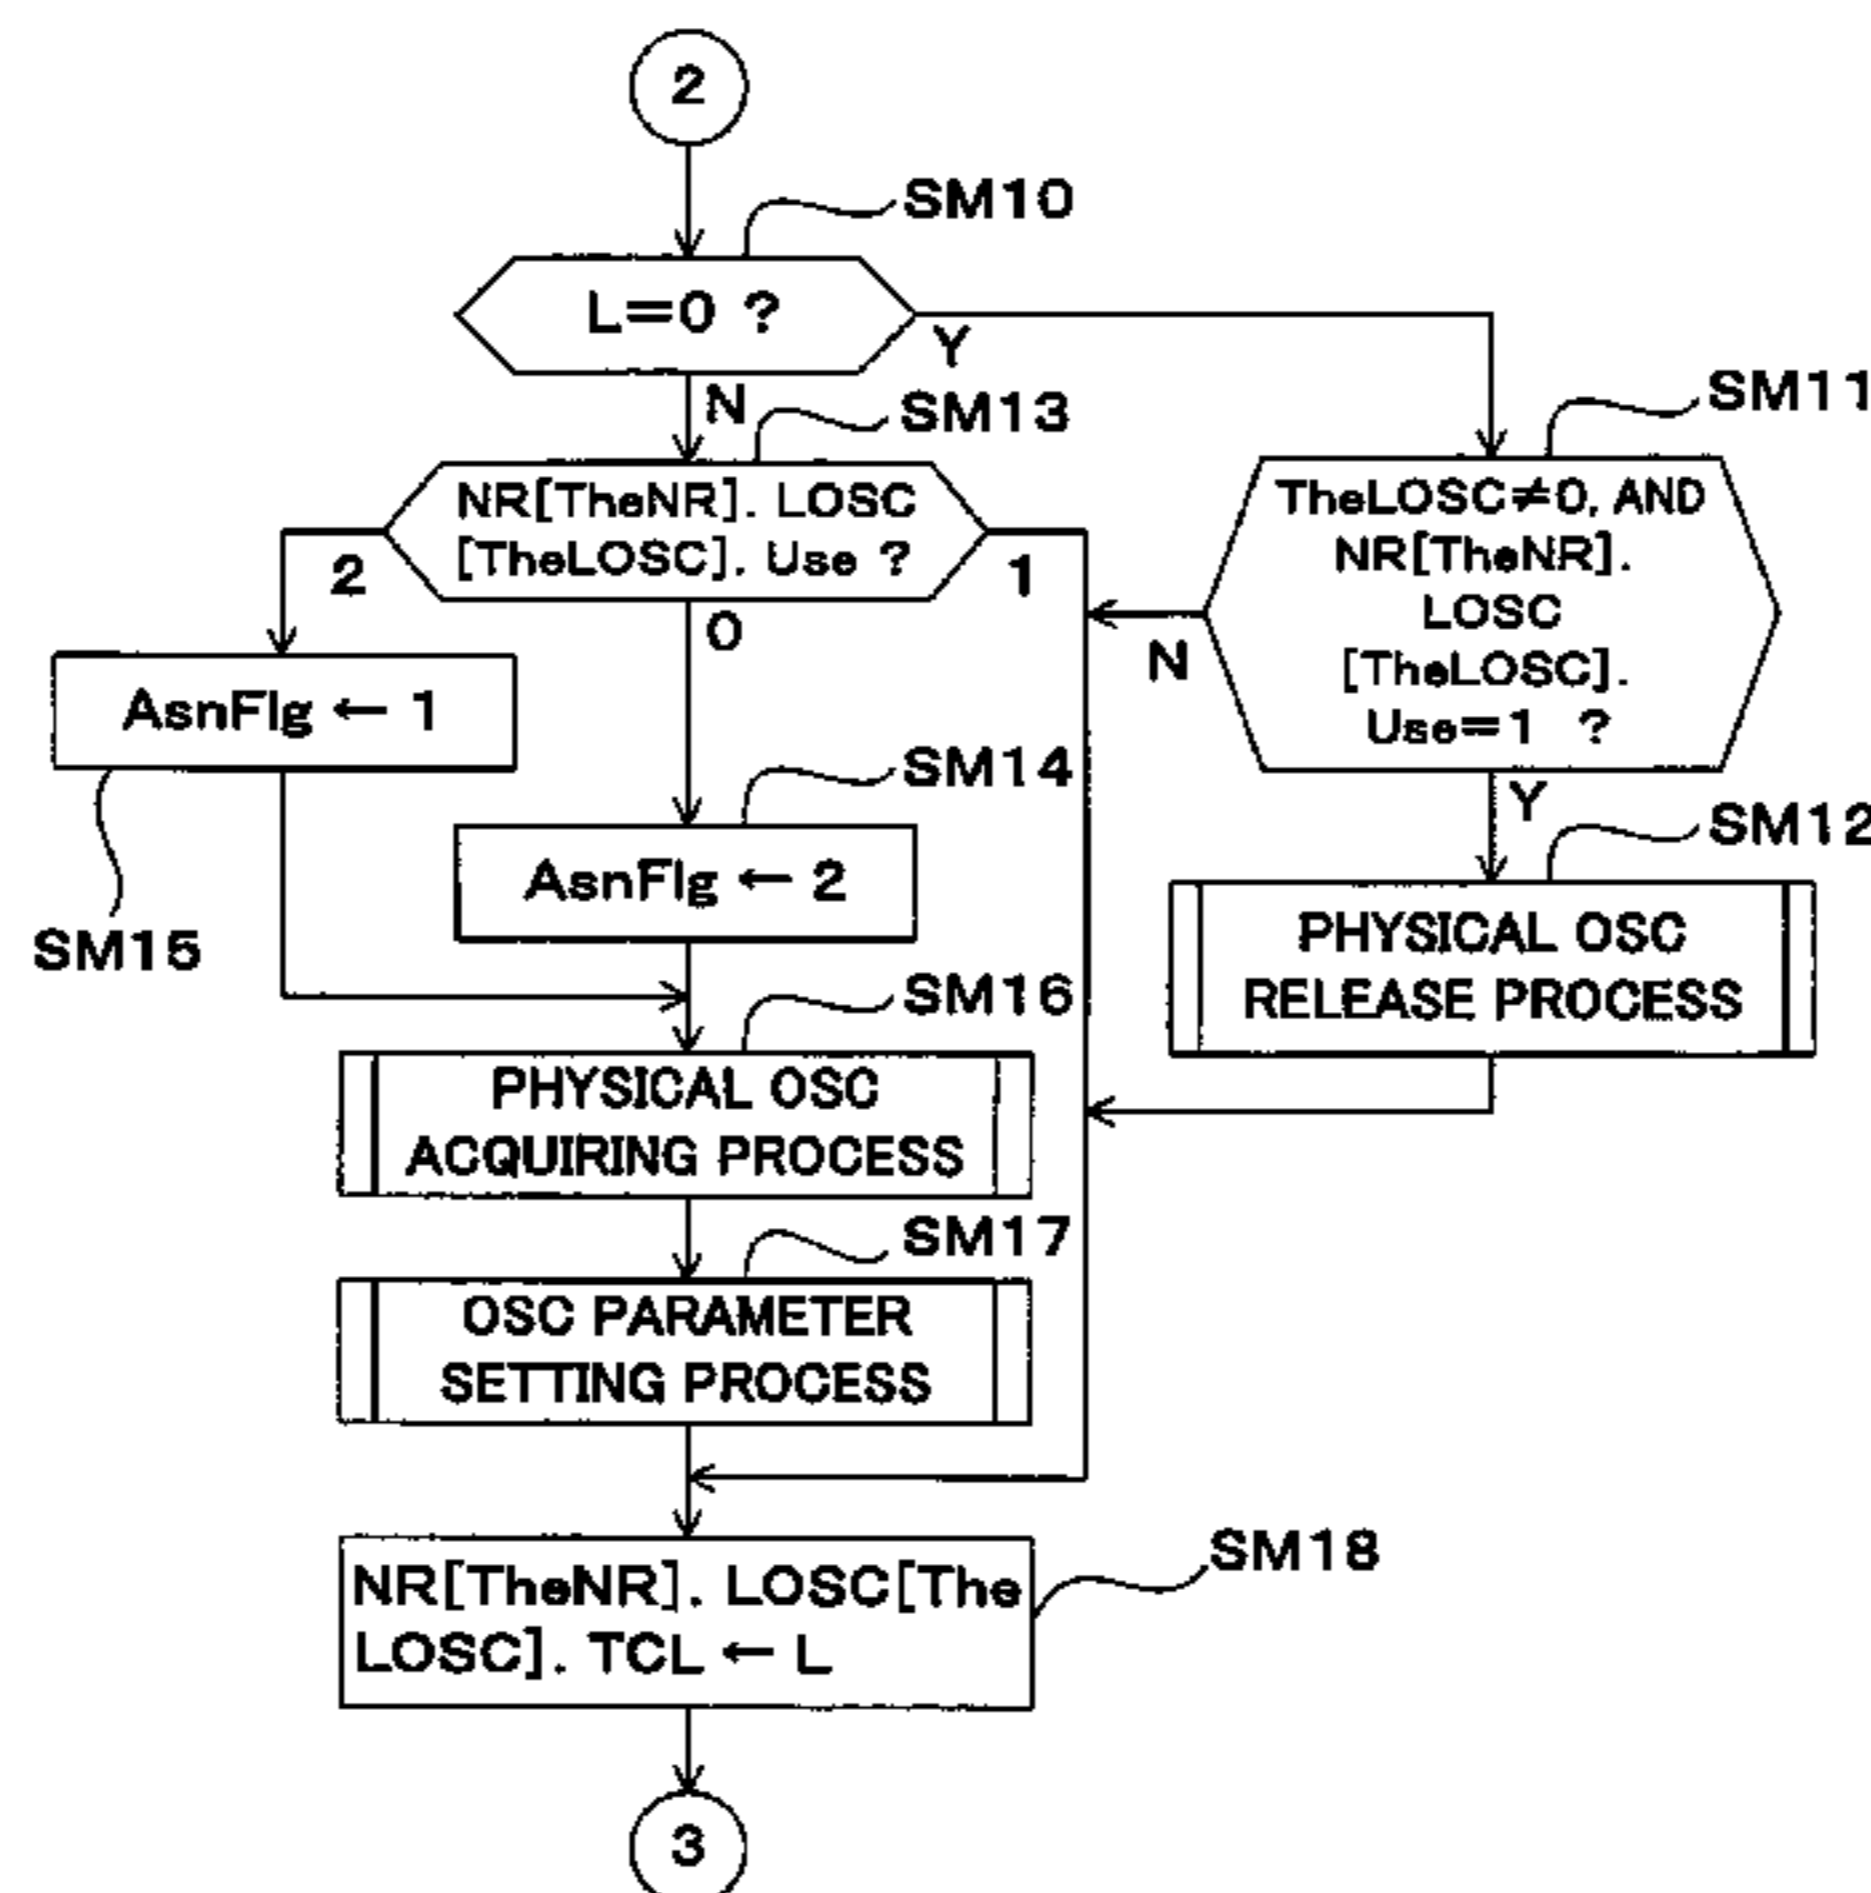 2
SM10
L=0 ?
Y
N
SM13
SM11
NR[TheNR]. LOSC
[TheLOSC]. Use ?
2
1
0
TheLOSC≠0, AND
NR[TheNR].
LOSC
[TheLOSC].
Use=1 ?
N
Y
AsnFlg ← 1
SM15
SM14
AsnFlg ← 2
SM12
PHYSICAL OSC
RELEASE PROCESS
SM16
PHYSICAL OSC
ACQUIRING PROCESS
SM17
OSC PARAMETER
SETTING PROCESS
SM18
NR[TheNR]. LOSC[The
LOSC]. TCL ← L
3